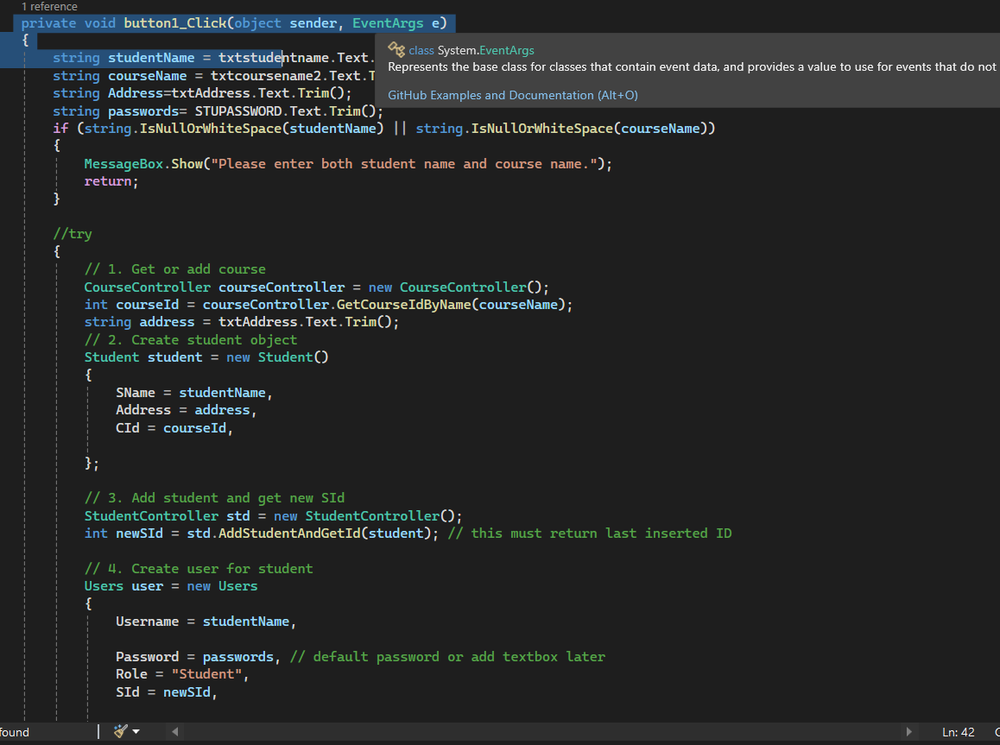 1 reference
private void button1_Click(object sender, EventArgs e)
{
class System.EventArgs
Represents the base class for classes that contain event data, and provides a value to use for events that do not
GitHub Examples and Documentation (Alt+O)
string studentName = txtstudentname.Text.
string courseName = txtcoursename2.Text.T
string Address=txtAddress.Text.Trim();
string passwords= STUPASSWORD.Text.Trim();
if (string.IsNullOrWhiteSpace(studentName) || string.IsNullOrWhiteSpace(courseName))
{
MessageBox.Show("Please enter both student name and course name.");
return;
}
//try
{
// 1. Get or add course
CourseController courseController = new CourseController();
int courseId = courseController.GetCourseIdByName(courseName);
string address = txtAddress.Text.Trim();
// 2. Create student object
Student student = new Student()
{
SName = studentName,
Address = address,
CId = courseId,
};
// 3. Add student and get new SId
StudentController std = new StudentController();
int newSId = std.AddStudentAndGetId(student); // this must return last inserted ID
// 4. Create user for student
Users user = new Users
{
Username = studentName,
Password = passwords, // default password or add textbox later
Role = "Student",
SId = newSId,
found
Ln: 42